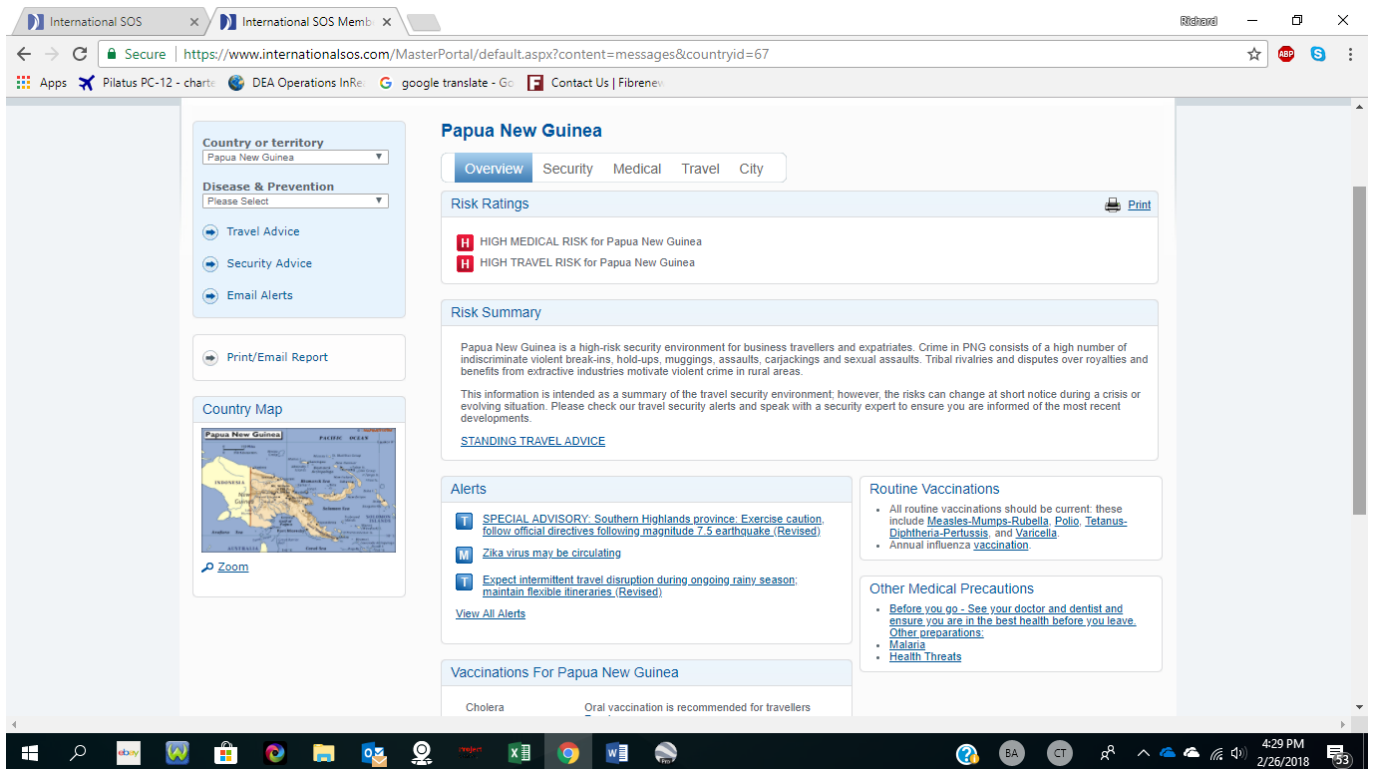 International SOS
International SOS Memb
Richard
Secure
https://www.internationalsos.com/MasterPortal/default.aspx?content=messages&countryid=67
ABP
Apps
Pilatus PC-12 - charte
DEA Operations InRe
google translate - Go
Contact Us | Fibrenew
Country or territory
Papua New Guinea
Disease & Prevention
Please Select
Travel Advice
Security Advice
Email Alerts
Print/Email Report
Country Map
Papua New Guinea
PACIFIC OCEAN
INDONESIA
AUSTRALIA
Zoom
Papua New Guinea
Overview Security Medical Travel City
Risk Ratings
Print
H HIGH MEDICAL RISK for Papua New Guinea
H HIGH TRAVEL RISK for Papua New Guinea
Risk Summary
Papua New Guinea is a high-risk security environment for business travellers and expatriates. Crime in PNG consists of a high number of
indiscriminate violent break-ins, hold-ups, muggings, assaults, carjackings and sexual assaults. Tribal rivalries and disputes over royalties and
benefits from extractive industries motivate violent crime in rural areas.
This information is intended as a summary of the travel security environment; however, the risks can change at short notice during a crisis or
evolving situation. Please check our travel security alerts and speak with a security expert to ensure you are informed of the most recent
developments.
STANDING TRAVEL ADVICE
Alerts
T SPECIAL ADVISORY: Southern Highlands province: Exercise caution,
follow official directives following magnitude 7.5 earthquake (Revised)
M Zika virus may be circulating
T Expect intermittent travel disruption during ongoing rainy season;
maintain flexible itineraries (Revised)
View All Alerts
Vaccinations For Papua New Guinea
Cholera
Oral vaccination is recommended for travellers
Routine Vaccinations
All routine vaccinations should be current: these
include Measles-Mumps-Rubella, Polio, Tetanus-
Diphtheria-Pertussis, and Varicella.
Annual influenza vaccination.
Other Medical Precautions
Before you go - See your doctor and dentist and
ensure you are in the best health before you leave.
Other preparations:
Malaria
Health Threats
ebay
BA
CT
4:29 PM
2/26/2018
53